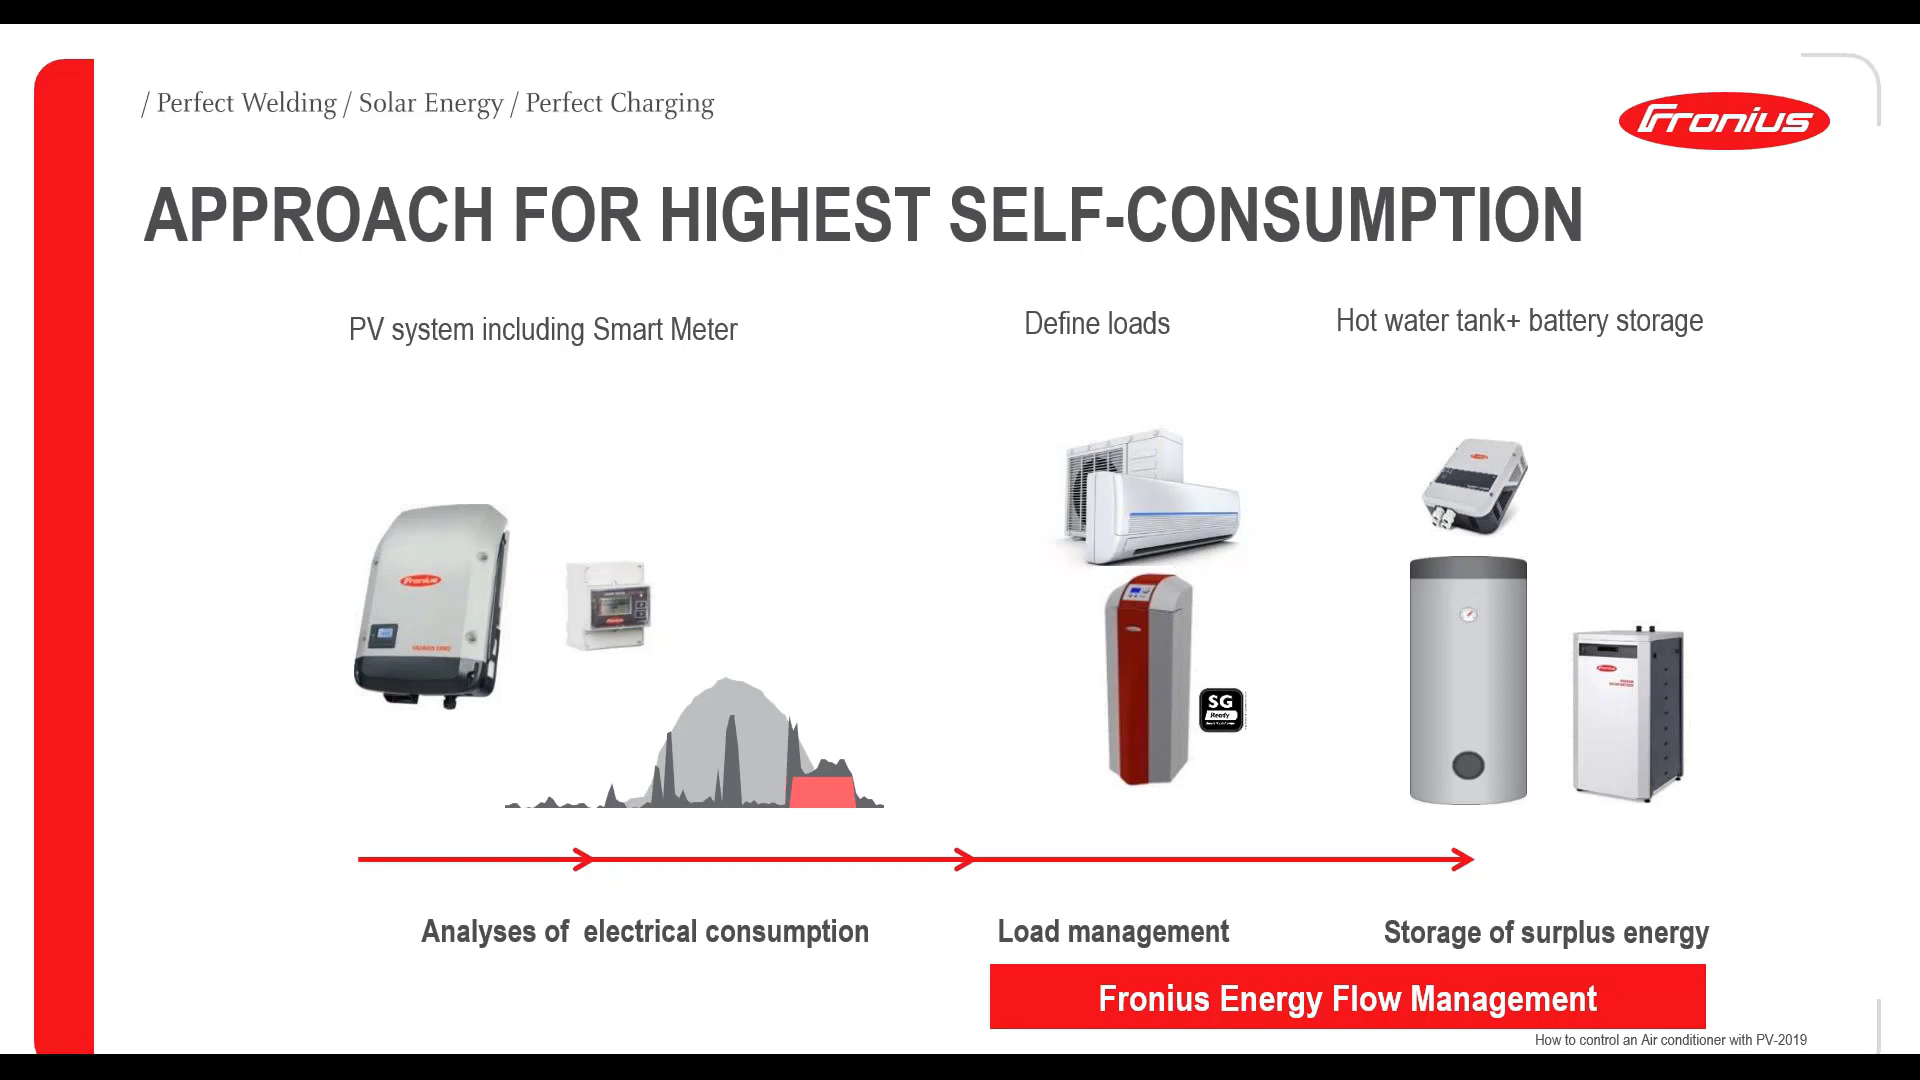 / Perfect Welding / Solar Energy / Perfect Charging
Fronius
APPROACH FOR HIGHEST SELF-CONSUMPTION
PV system including Smart Meter
Define loads
Hot water tank+ battery storage
Fronius
SG
Ready
Analyses of  electrical consumption
Load management
Storage of surplus energy
Fronius Energy Flow Management
How to control an Air conditioner with PV-2019